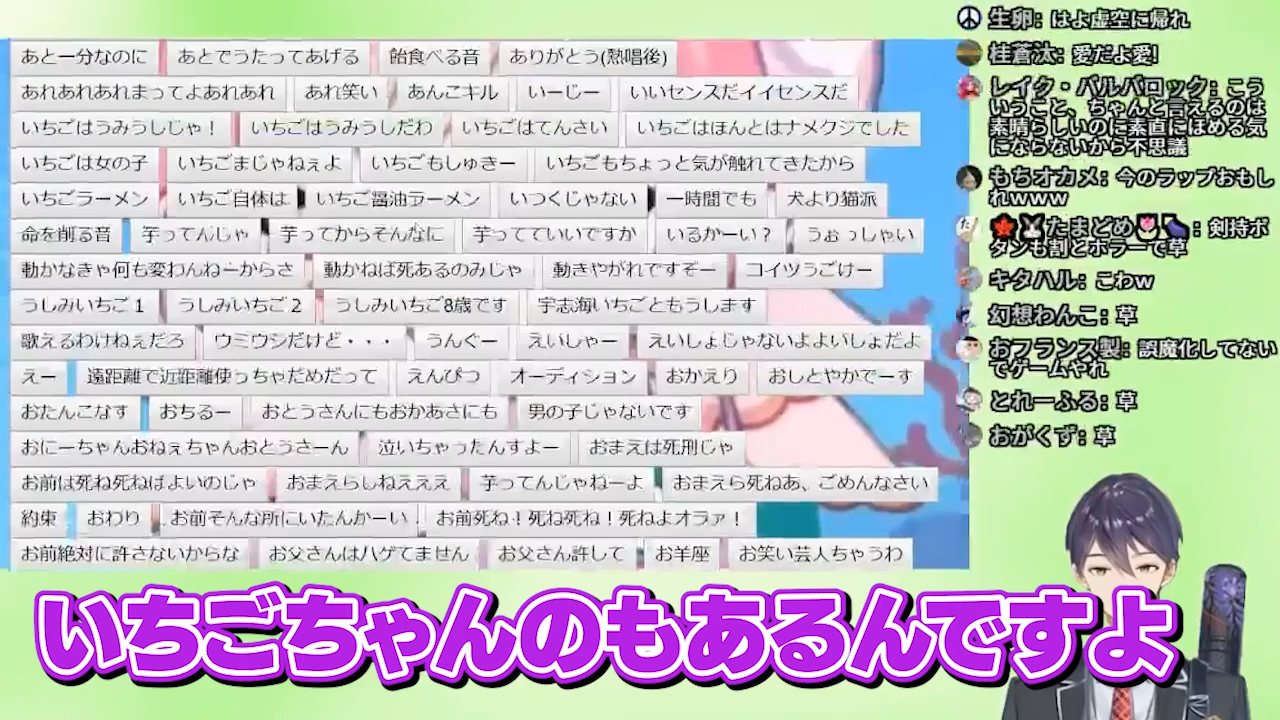 あと一分なのに あとでうたってあげる 飴食べる音 ありがとう(熱唱後)
あれあれあれまってよあれあれ あれ笑い あんこキル いーじー いいセンスだイイセンスだ
いちごはうみうしじゃ! いちごはうみうしだわ いちごはてんさい いちごはほんとはナメクジでした
いちごは女の子 いちごまじゃねぇよ いちごもしゅきー いちごもちょっと気が触れてきたから
いちごラーメン いちご自体は いちご醤油ラーメン いつくじゃない 一時間でも 犬より猫派
命を削る音 芋ってんじゃ 芋ってからそんなに 芋ってていいですか いるかーい? うぉっしゃい
動かなきゃ何も変わんねーからさ 動かねば死あるのみじゃ 動きやがれですぞー コイツうごけー
うしみいちご1 うしみいちご2 うしみいちご8歳です 宇志海いちごともうします
歌えるわけねぇだろ ウミウシだけど・・・ うんぐー えいしゃー えいしょじゃないよよいしょだよ
えー 遠距離で近距離使っちゃだめだって えんぴつ オーディション おかえり おしとやかでーす
おたんこなす おちるー おとうさんにもおかあさにも 男の子じゃないです
おにーちゃんおねぇちゃんおとうさーん 泣いちゃったんすよー おまえは死刑じゃ
お前は死ね死ねばよいのじゃ おまえらしねえええ 芋ってんじゃねーよ おまえら死ねあ、ごめんなさい
約束 おわり お前そんな所にいたんかーい お前死ね!死ね死ね!死ねよオラァ!
お前絶対に許さないからな お父さんはハゲてません お父さん許して お羊座 お笑い芸人ちゃうわ
生卵: はよ虚空に帰れ
桂蒼汰: 愛だよ愛!
レイク・バルバロック: こう
いうこと、ちゃんと言えるのは
素晴らしいのに素直にほめる気
にならないから不思議
もちオカメ: 今のラップおもし
れwww
たまどめ: 剣持ボ
タンも割とホラーで草
キタハル: こわw
幻想わんこ: 草
おフランス製: 誤魔化してない
でゲームやれ
とれーふる: 草
おがくず: 草
いちごちゃんのもあるんですよ